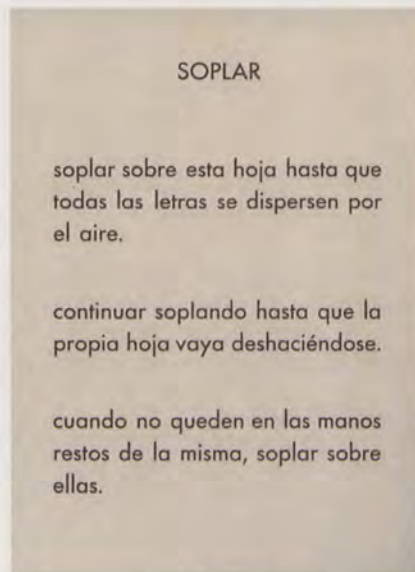 SOPLAR
soplar sobre esta hoja hasta que
todas las letras se dispersen por
el aire.
continuar soplando hasta que la
propia hoja vaya deshaciéndose.
cuando no queden en las manos
restos de la misma, soplar sobre
ellas.